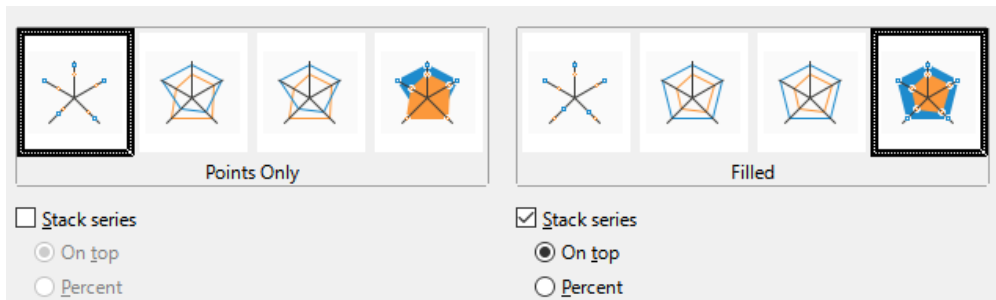 Points Only
Stack series
On top
Percent
Filled
Stack series
On top
Percent